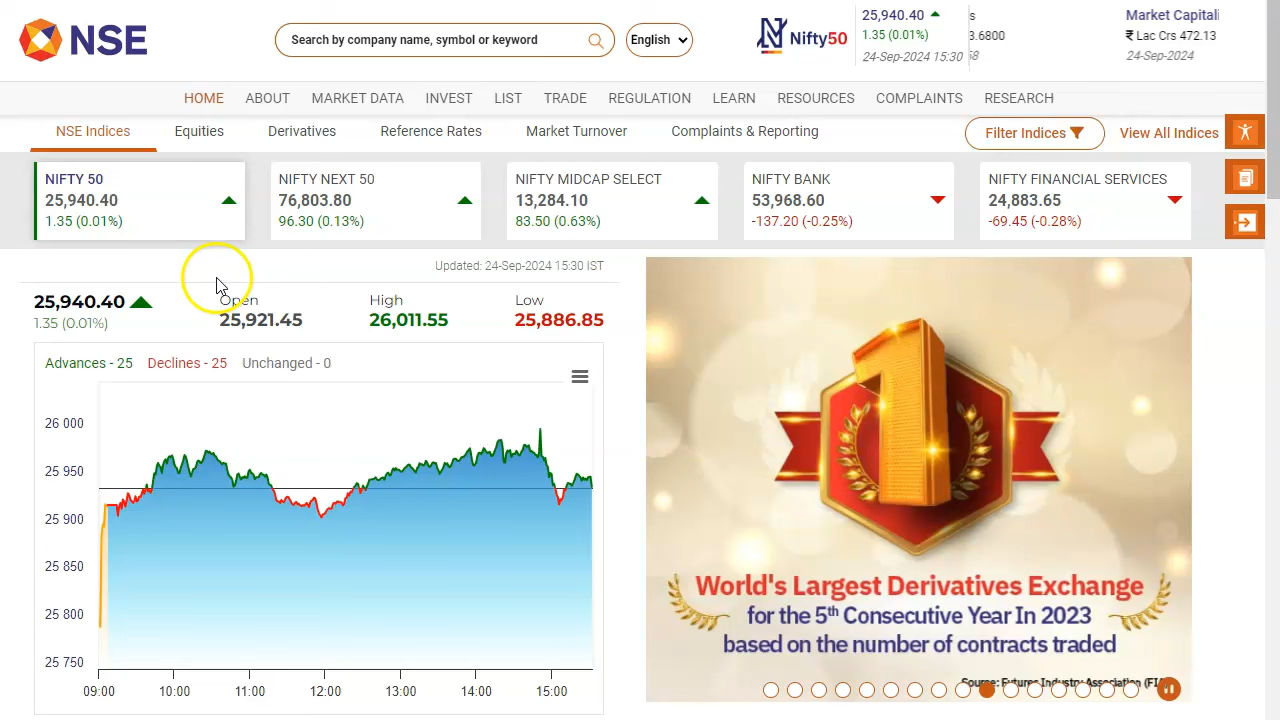 NSE
Search by company name, symbol or keyword
English
Nifty50
25,940.40
1.35 (0.01%)
24-Sep-2024 15:30
s
3.6800
58
Market Capitali
₹ Lac Crs 472.13
24-Sep-2024
HOME ABOUT MARKET DATA INVEST LIST TRADE REGULATION LEARN RESOURCES COMPLAINTS RESEARCH
NSE Indices Equities Derivatives Reference Rates Market Turnover Complaints & Reporting Filter Indices View All Indices
NIFTY 50
25,940.40
1.35 (0.01%)
NIFTY NEXT 50
76,803.80
96.30 (0.13%)
NIFTY MIDCAP SELECT
13,284.10
83.50 (0.63%)
NIFTY BANK
53,968.60
-137.20 (-0.25%)
NIFTY FINANCIAL SERVICES
24,883.65
-69.45 (-0.28%)
Updated: 24-Sep-2024 15:30 IST
25,940.40
1.35 (0.01%)
Open
25,921.45
High
26,011.55
Low
25,886.85
Advances - 25 Declines - 25 Unchanged - 0
26 000
25 950
25 900
25 850
25 800
25 750
09:00 10:00 11:00 12:00 13:00 14:00 15:00
1
World's Largest Derivatives Exchange
for the 5th Consecutive Year In 2023
based on the number of contracts traded
Source: Futures Industry Association (FIA